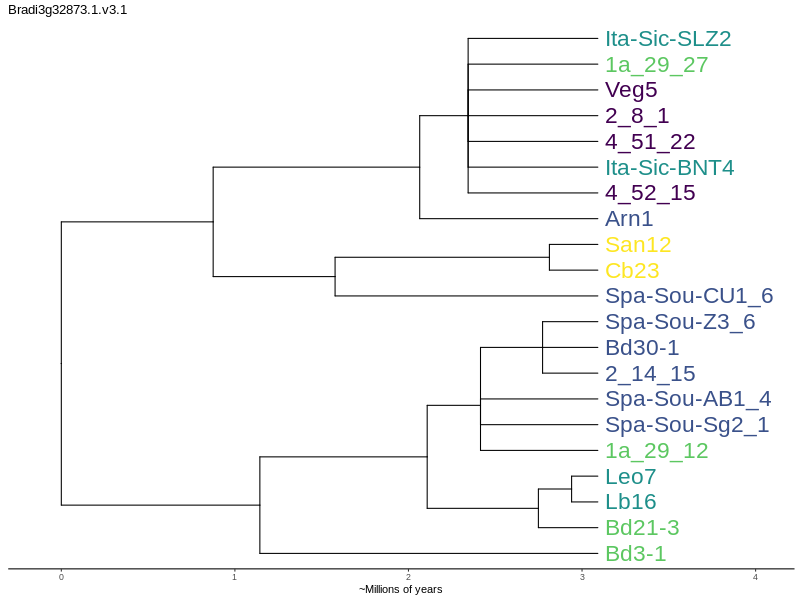 Bradi3g32873.1.v3.1
Ita-Sic-SLZ2
1a_29_27
Veg5
2_8_1
4_51_22
Ita-Sic-BNT4
4_52_15
Arn1
San12
Cb23
Spa-Sou-CU1_6
Spa-Sou-Z3_6
Bd30-1
2_14_15
Spa-Sou-AB1_4
Spa-Sou-Sg2_1
1a_29_12
Leo7
Lb16
Bd21-3
Bd3-1
0 1 2 3 4
~Millions of years